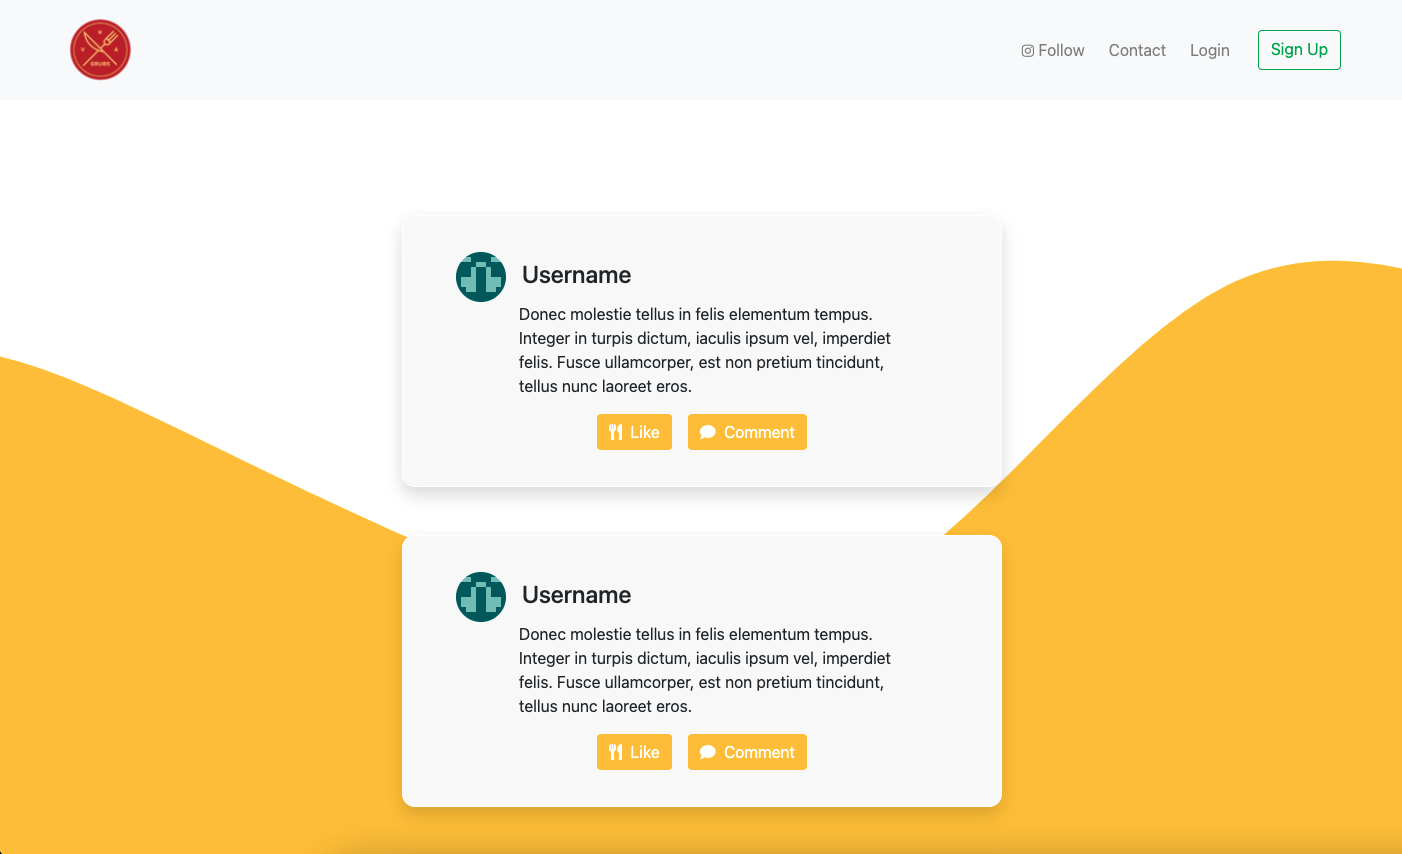 GRUBS
Follow
Contact
Login
Sign Up
Username
Donec molestie tellus in felis elementum tempus.
Integer in turpis dictum, iaculis ipsum vel, imperdiet
felis. Fusce ullamcorper, est non pretium tincidunt,
tellus nunc laoreet eros.
Like
Comment
Username
Donec molestie tellus in felis elementum tempus.
Integer in turpis dictum, iaculis ipsum vel, imperdiet
felis. Fusce ullamcorper, est non pretium tincidunt,
tellus nunc laoreet eros.
Like
Comment